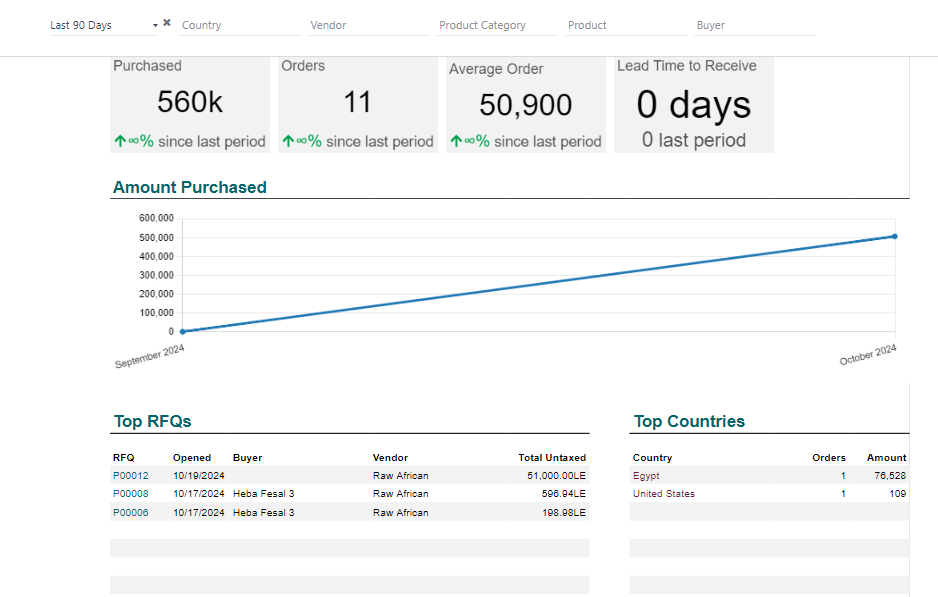 Last 90 Days Country Vendor Product Category Product Buyer
Purchased Orders Average Order Lead Time to Receive
560k 11 50,900 0 days
∞% since last period ∞% since last period ∞% since last period 0 last period
Amount Purchased
600,000
500,000
400,000
300,000
200,000
100,000
0
September 2024 October 2024
Top RFQs Top Countries
RFQ Opened Buyer Vendor Total Untaxed Country Orders Amount
P00012 10/19/2024 Raw African 51,000.00LE Egypt 1 76,528
P00008 10/17/2024 Heba Fesal 3 Raw African 596.94LE United States 1 109
P00006 10/17/2024 Heba Fesal 3 Raw African 198.98LE